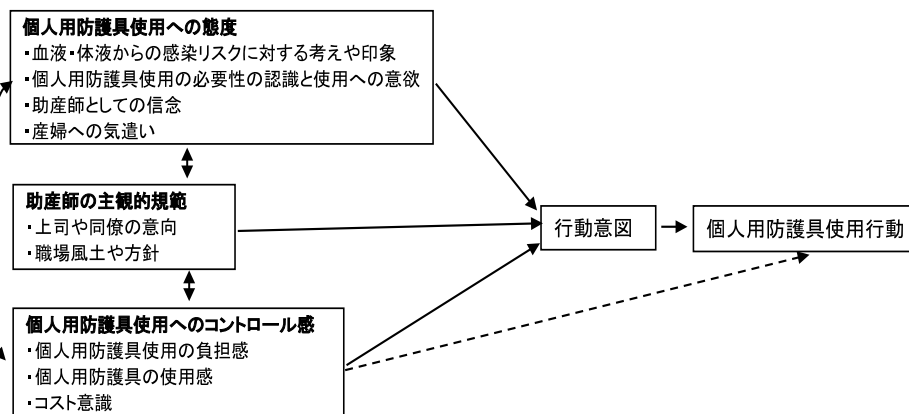 個人用防護具使用への態度
・血液・体液からの感染リスクに対する考えや印象
・個人用防護具使用の必要性の認識と使用への意欲
・助産師としての信念
・産婦への気遣い
助産師の主観的規範
・上司や同僚の意向
・職場風土や方針
行動意図
個人用防護具使用行動
個人用防護具使用へのコントロール感
・個人用防護具使用の負担感
・個人用防護具の使用感
・コスト意識